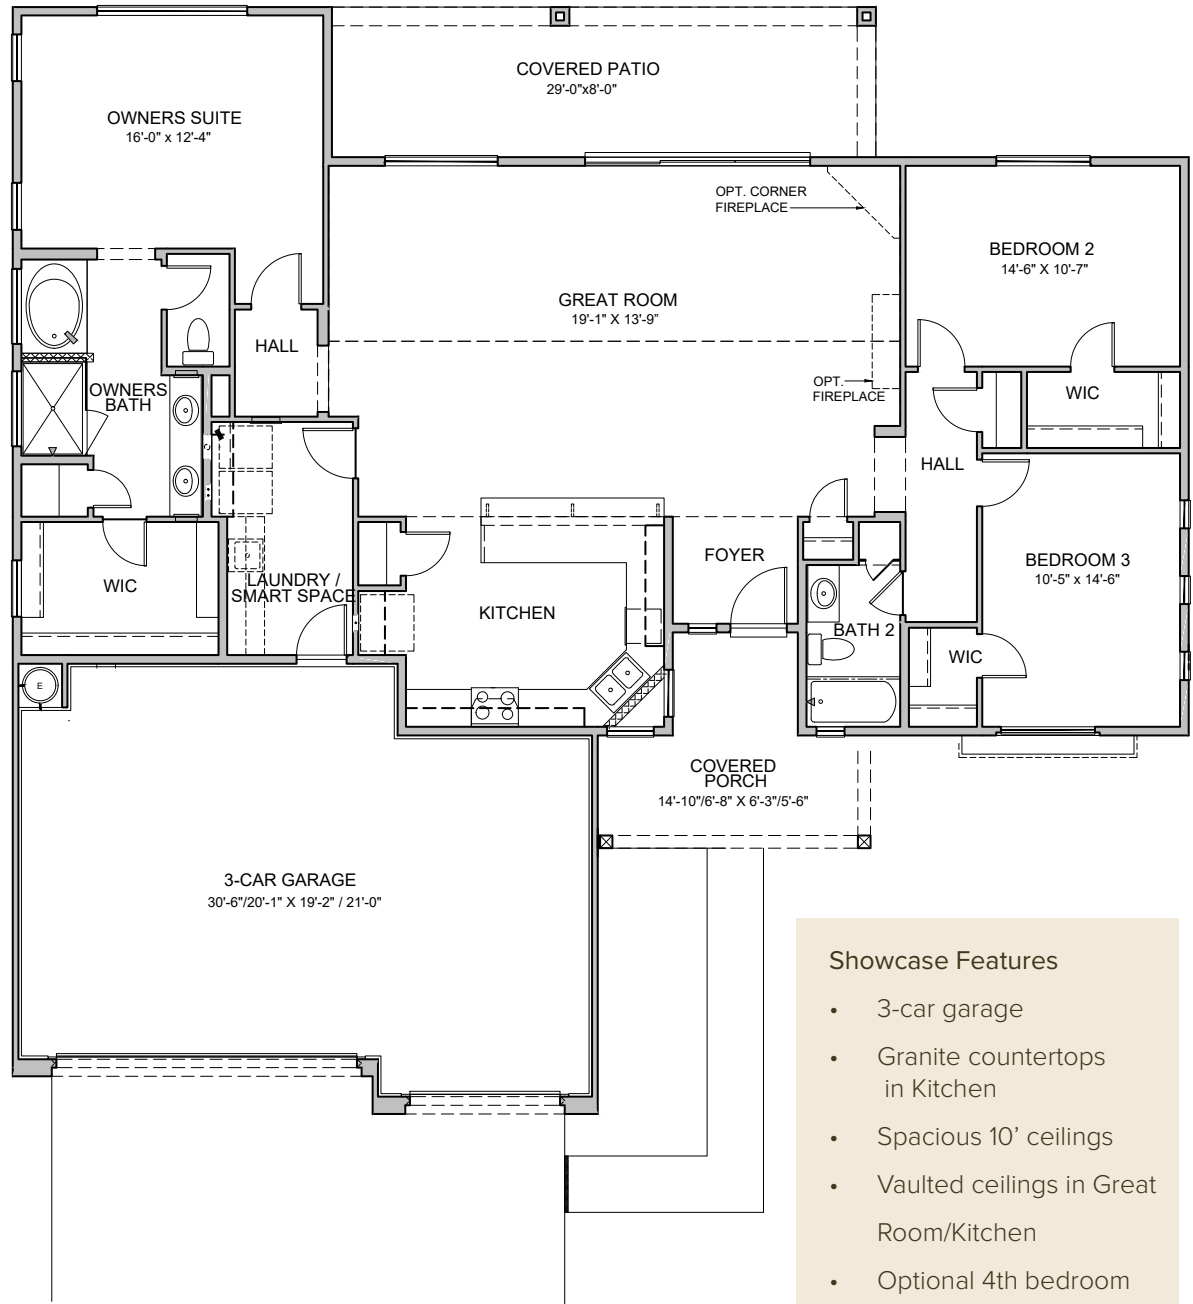 COVERED PATIO
29'-0"x8'-0"
OWNERS SUITE
16'-0" x 12'-4"
OPT. CORNER
FIREPLACE
BEDROOM 2
14'-6" X 10'-7"
GREAT ROOM
19'-1" X 13'-9"
HALL
OPT.
FIREPLACE
OWNERS
BATH
WIC
HALL
FOYER
BEDROOM 3
10'-5" x 14'-6"
WIC
LAUNDRY /
SMART SPACE
KITCHEN
BATH 2
WIC
E
COVERED
PORCH
14'-10"/6'-8" X 6'-3"/5'-6"
3-CAR GARAGE
30'-6"/20'-1" X 19'-2" / 21'-0"
Showcase Features
• 3-car garage
• Granite countertops
in Kitchen
• Spacious 10’ ceilings
• Vaulted ceilings in Great
Room/Kitchen
• Optional 4th bedroom